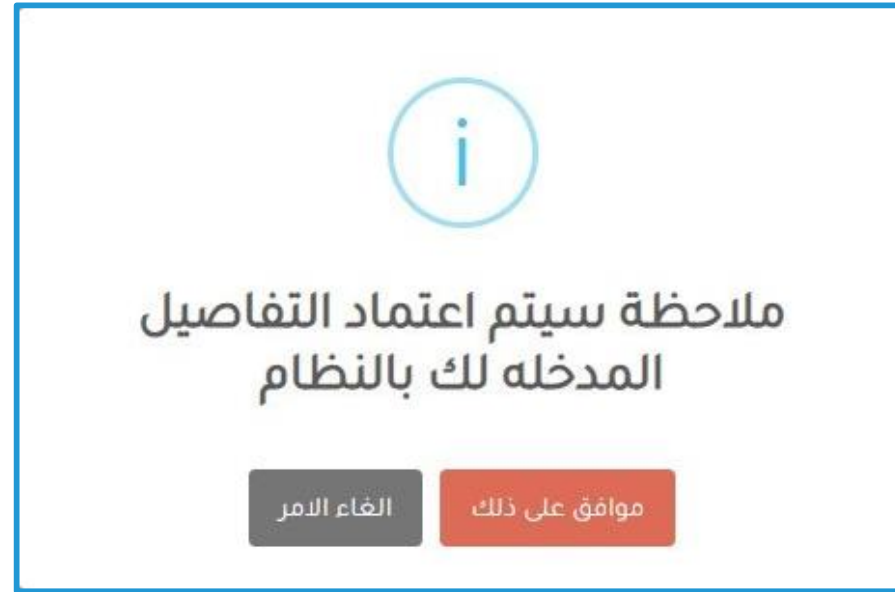 ملاحظة سيتم اعتماد التفاصيل
المدخله لك بالنظام
موافق على ذلك
الغاء الامر